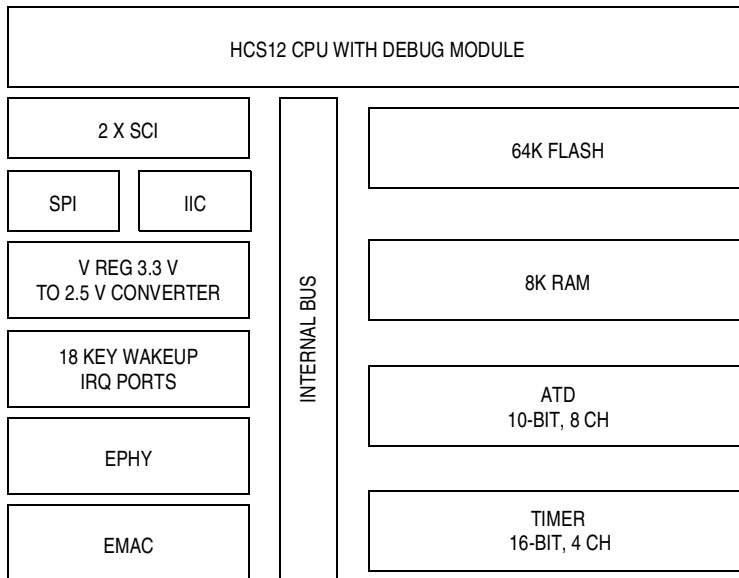 HCS12 CPU WITH DEBUG MODULE
2 X SCI
SPI
IIC
V REG 3.3 V
TO 2.5 V CONVERTER
18 KEY WAKEUP
IRQ PORTS
EPHY
EMAC
INTERNAL BUS
64K FLASH
8K RAM
ATD
10-BIT, 8 CH
TIMER
16-BIT, 4 CH